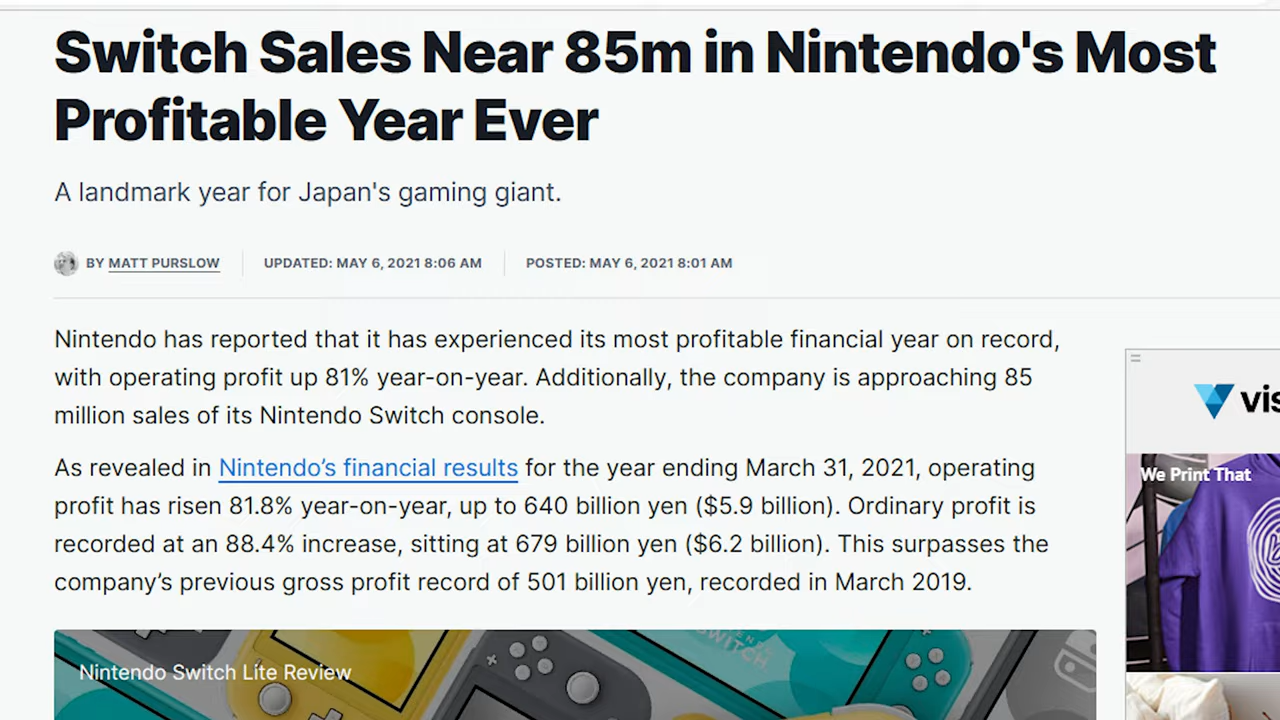 Switch Sales Near 85m in Nintendo's Most
Profitable Year Ever
A landmark year for Japan's gaming giant.
BY MATT PURSLOW
UPDATED: MAY 6, 2021 8:06 AM
POSTED: MAY 6, 2021 8:01 AM
Nintendo has reported that it has experienced its most profitable financial year on record,
with operating profit up 81% year-on-year. Additionally, the company is approaching 85
million sales of its Nintendo Switch console.
As revealed in Nintendo’s financial results for the year ending March 31, 2021, operating
profit has risen 81.8% year-on-year, up to 640 billion yen ($5.9 billion). Ordinary profit is
recorded at an 88.4% increase, sitting at 679 billion yen ($6.2 billion). This surpasses the
company’s previous gross profit record of 501 billion yen, recorded in March 2019.
vis
We Print That
Nintendo Switch Lite Review
SWITCH